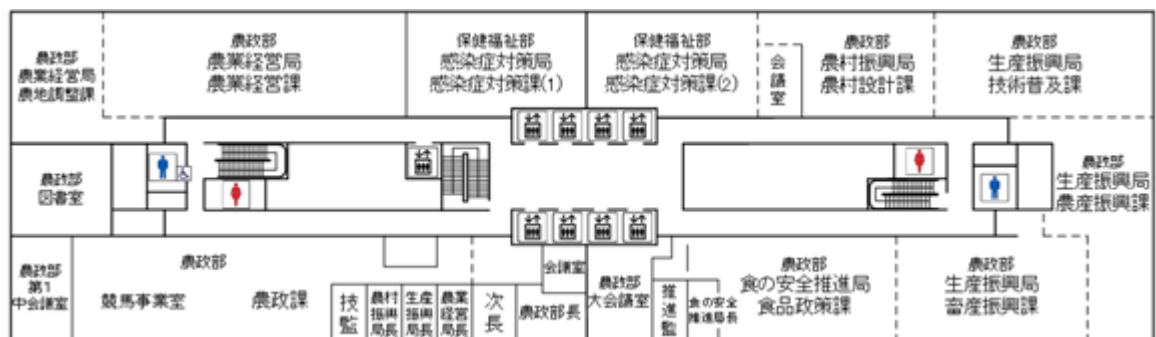 農政部
農業経営局
農地調整課
農政部
農業経営局
農業経営課
保健福祉部
感染症対策局
感染症対策課(1)
保健福祉部
感染症対策局
感染症対策課(2)
会議室
農政部
農村振興局
農村設計課
農政部
生産振興局
技術普及課
農政部
図書室
農政部
生産振興局
農産振興課
農政部
第1
中会議室
農政部
競馬事業室
農政課
技監
農村振興局長
生産振興局長
農業経営局長
次長
会議室
農政部長
農政部
大会議室
推進監
食の安全
推進局長
農政部
食の安全推進局
食品政策課
農政部
生産振興局
畜産振興課